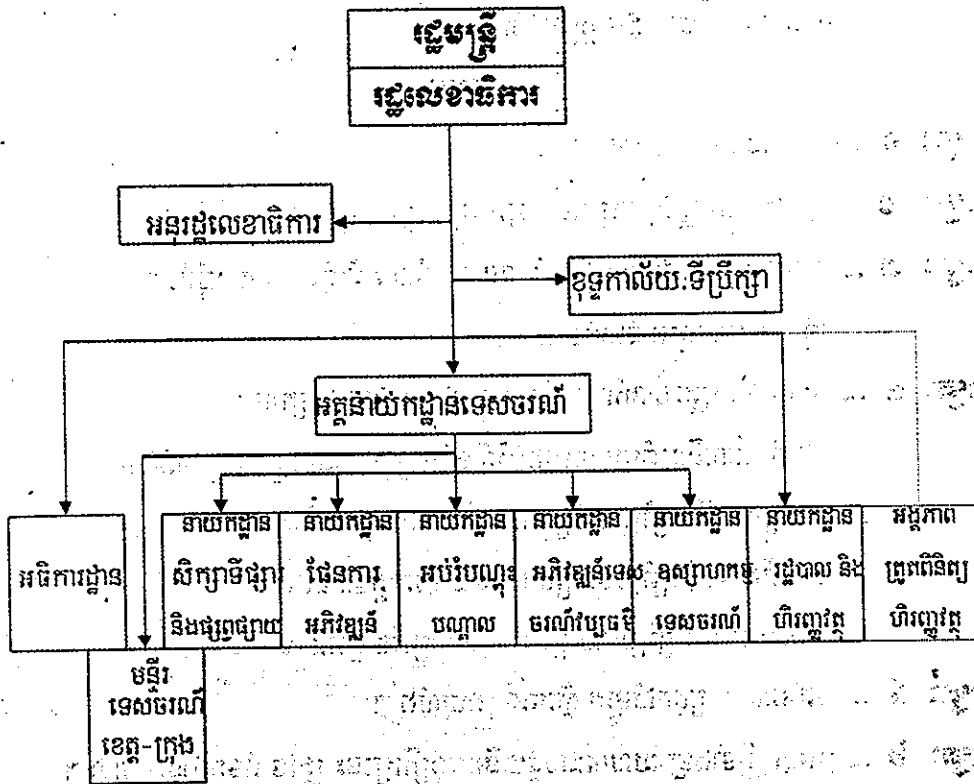 រដ្ឋមន្ត្រី
រដ្ឋលេខាធិការ
អនុរដ្ឋលេខាធិការ
ខុទ្ទកាល័យ.ទីប្រឹក្សា
អគ្គនាយកដ្ឋានទេសចរណ៍
អធិការដ្ឋាន
នាយកដ្ឋាន
សិក្សាទីផ្សារ
និងផ្សព្វផ្សាយ
នាយកដ្ឋាន
ផែនការ
អភិវឌ្ឍន៍
នាយកដ្ឋាន
អប់រំបណ្តុះ
បណ្តាល
នាយកដ្ឋាន
អភិវឌ្ឍន៍ទេស
ចរណ៍វប្បធម៌
នាយកដ្ឋាន
ឧស្សាហកម្ម
ទេសចរណ៍
នាយកដ្ឋាន
រដ្ឋបាល និង
ហិរញ្ញវត្ថុ
អង្គភាព
ត្រួតពិនិត្យ
ហិរញ្ញវត្ថុ
មន្ទីរ
ទេសចរណ៍
ខេត្ត-ក្រុង